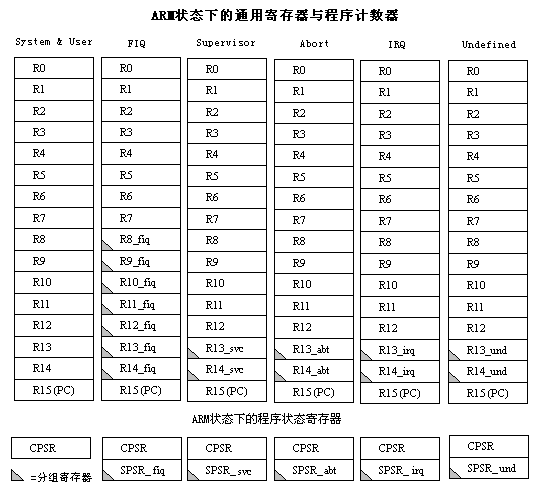 ARM状态下的通用寄存器与程序计数器
System & User FIQ Supervisor Abort IRQ Undefined
R0 R0 R0 R0 R0 R0
R1 R1 R1 R1 R1 R1
R2 R2 R2 R2 R2 R2
R3 R3 R3 R3 R3 R3
R4 R4 R4 R4 R4 R4
R5 R5 R5 R5 R5 R5
R6 R6 R6 R6 R6 R6
R7 R7 R7 R7 R7 R7
R8 R8_fiq R8 R8 R8 R8
R9 R9_fiq R9 R9 R9 R9
R10 R10_fiq R10 R10 R10 R10
R11 R11_fiq R11 R11 R11 R11
R12 R12_fiq R12 R12 R12 R12
R13 R13_fiq R13_svc R13_abt R13_irq R13_und
R14 R14_fiq R14_svc R14_abt R14_irq R14_und
R15(PC) R15(PC) R15(PC) R15(PC) R15(PC) R15(PC)
ARM状态下的程序状态寄存器
CPSR CPSR CPSR CPSR CPSR CPSR
=分组寄存器 SPSR_fiq SPSR_svc SPSR_abt SPSR_irq SPSR_und